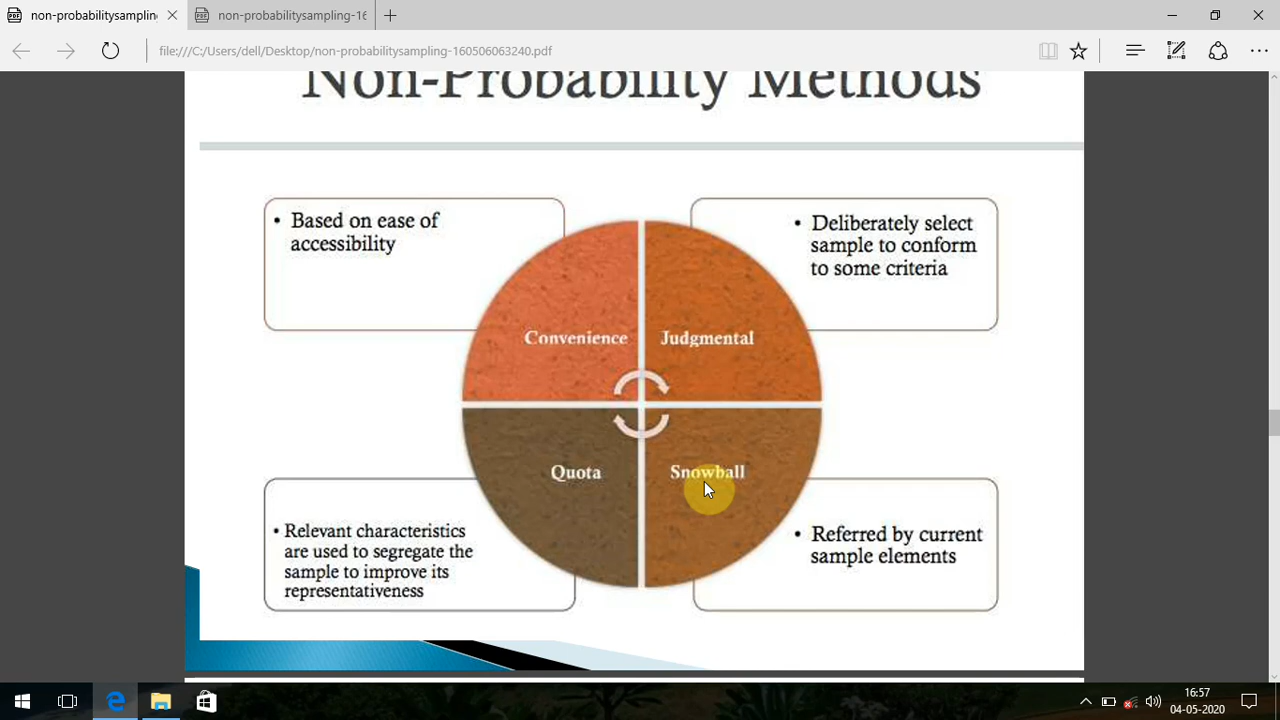 non-probabilitysampling
non-probabilitysampling-16
file:///C:/Users/dell/Desktop/non-probabilitysampling-160506063240.pdf
Non-Probability Methods
• Based on ease of
accessibility
• Deliberately select
sample to conform
to some criteria
Convenience
Judgmental
Quota
Snowball
• Relevant characteristics
are used to segregate the
sample to improve its
representativeness
• Referred by current
sample elements
16:57
04-05-2020